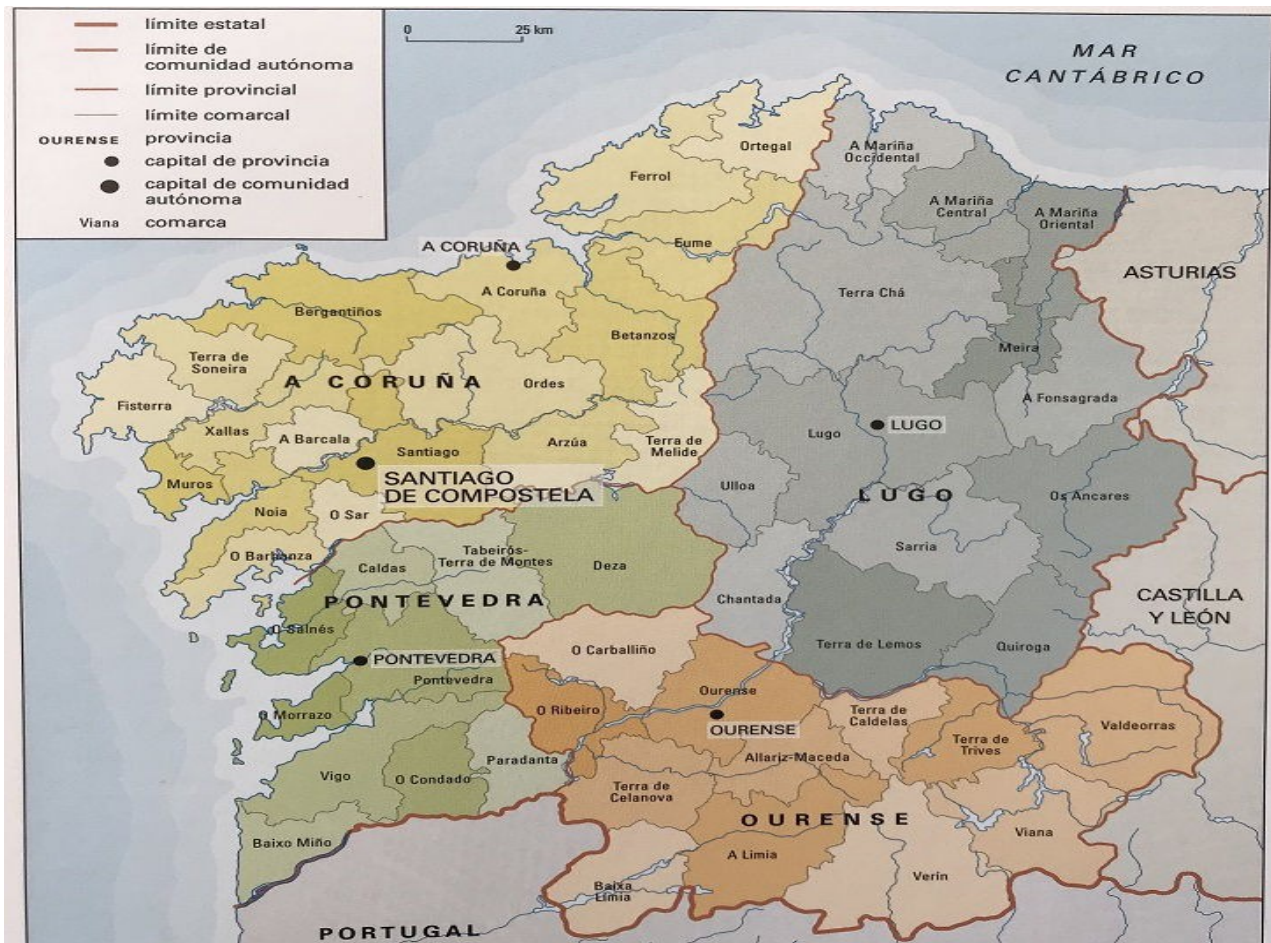 límite estatal
límite de
comunidad autónoma
límite provincial
límite comarcal
OURENSE provincia
capital de provincia
capital de comunidad
autónoma
Viana comarca
0 25 km
MAR
CANTÁBRICO
Ortegal
A Mariña
Occidental
Ferrol
A Mariña
Central
A Mariña
Oriental
Eume
A CORUÑA
A Coruña
ASTURIAS
Terra Chá
Bergantiños
Betanzos
Meira
Terra de
Soneira
A CORUÑA
Ordes
Fisterra
A Fonsagrada
Xallas
A Barcala
Santiago
Arzúa
Terra de
Melide
Lugo
LUGO
Muros
SANTIAGO
DE COMPOSTELA
Ulloa
LUGO
Os Ancares
Noia
O Sar
Sarria
O Barbanza
Caldas
Tabeirós-
Terra de Montes
Deza
CASTILLA
Y LEÓN
Chantada
PONTEVEDRA
O Salnés
Terra de Lemos
Quiroga
O Carballiño
PONTEVEDRA
Pontevedra
Ourense
O Morrazo
O Ribeiro
OURENSE
Terra de
Caldelas
Valdeorras
Terra de
Trives
Paradanta
Allariz-Maceda
Vigo
O Condado
Terra de
Celanova
OURENSE
Viana
Baixo Miño
A Limia
Verín
Baixa
Limia
PORTUGAL